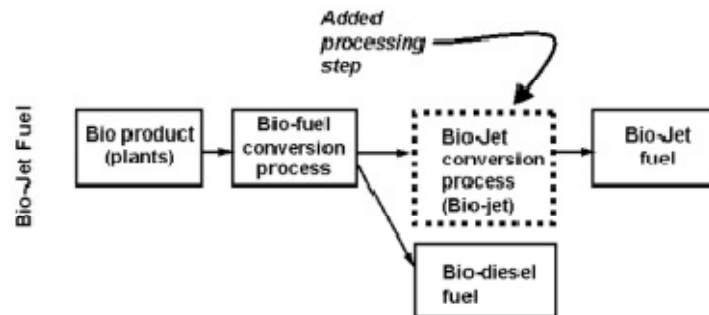 Added
processing
step
Bio-Jet Fuel
Bio product
(plants)
Bio-fuel
conversion
process
Bio-Jet
conversion
process
(Bio-jet)
Bio-Jet
fuel
Bio-diesel
fuel